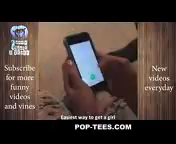 Subscribe
for more
funny
videos
and vines
New
videos
everyday
Easiest way to get a girl
POP-TEES.COM